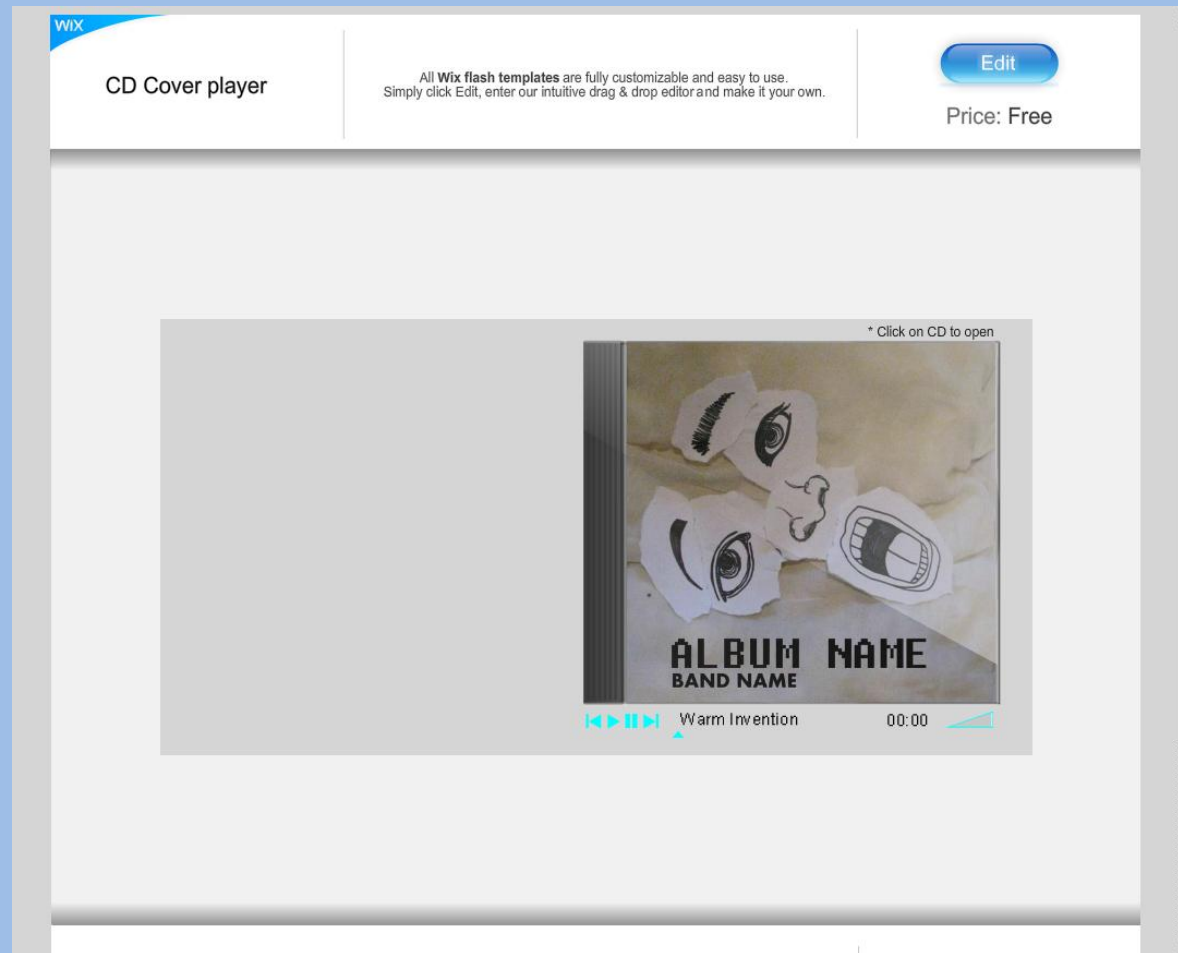 WiX
CD Cover player
All Wix flash templates are fully customizable and easy to use.
Simply click Edit, enter our intuitive drag & drop editor and make it your own.
Edit
Price: Free
* Click on CD to open
ALBUM NAME
BAND NAME
Warm Invention
00:00